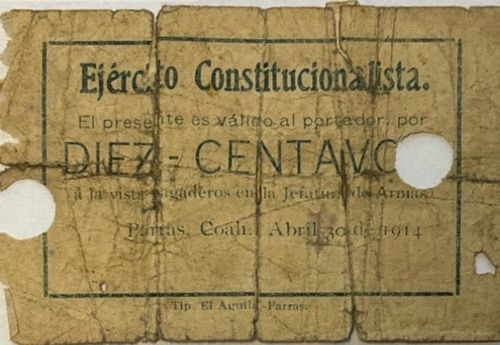 Ejército Constitucionalista.
El presente es válido al portador, por
DIEZ = CENTAVO
á la vista pagaderos en la Jefatura de Armas
Parras, Coah., Abril 30 de 1914
Tip. El Aguila.-Parras.